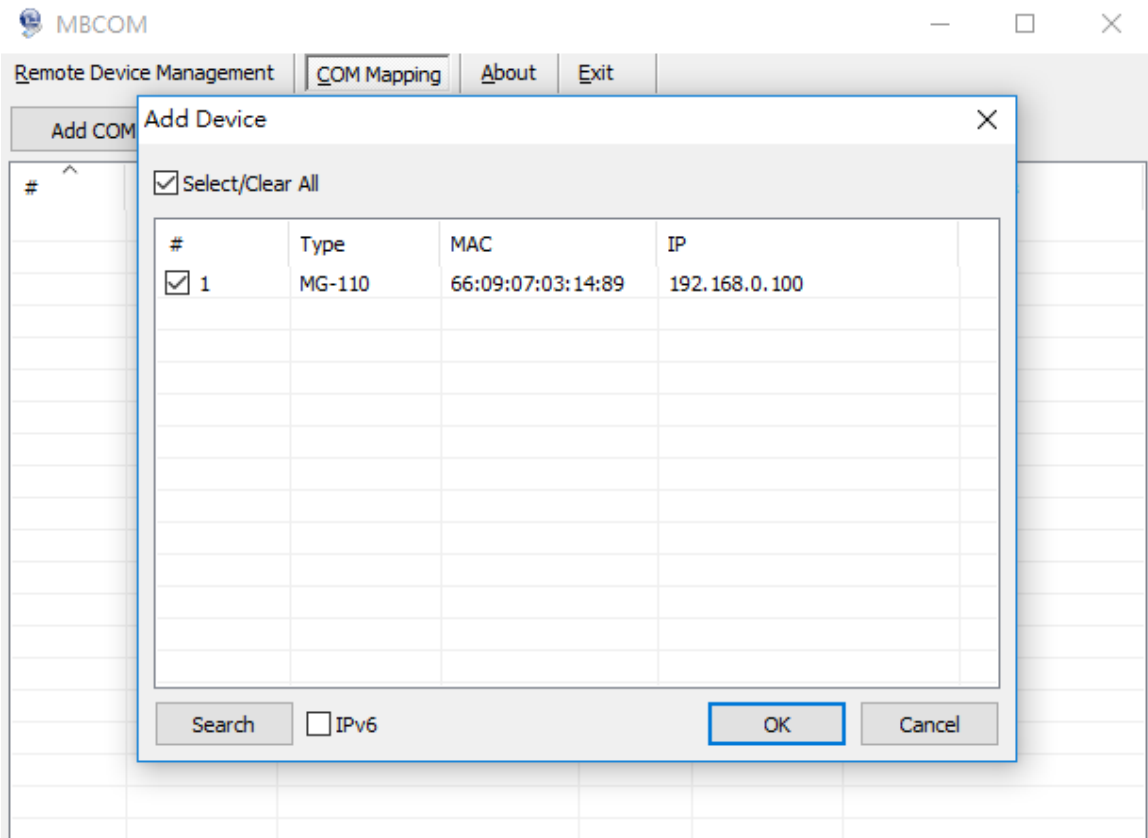 MBCOM
Remote Device Management COM Mapping About Exit
Add COM
Add Device
Select/Clear All
#
# Type MAC IP
1 MG-110 66:09:07:03:14:89 192.168.0.100
Search IPv6 OK Cancel